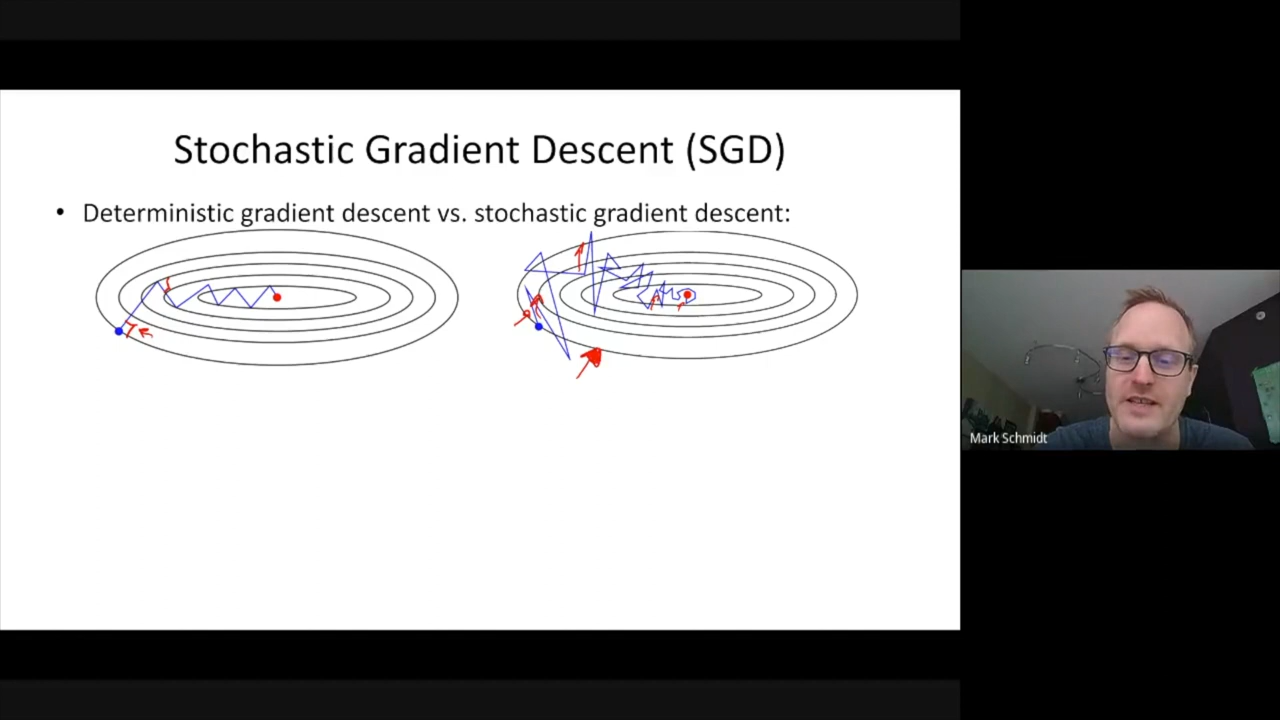 Stochastic Gradient Descent (SGD)
• Deterministic gradient descent vs. stochastic gradient descent:
Mark Schmidt